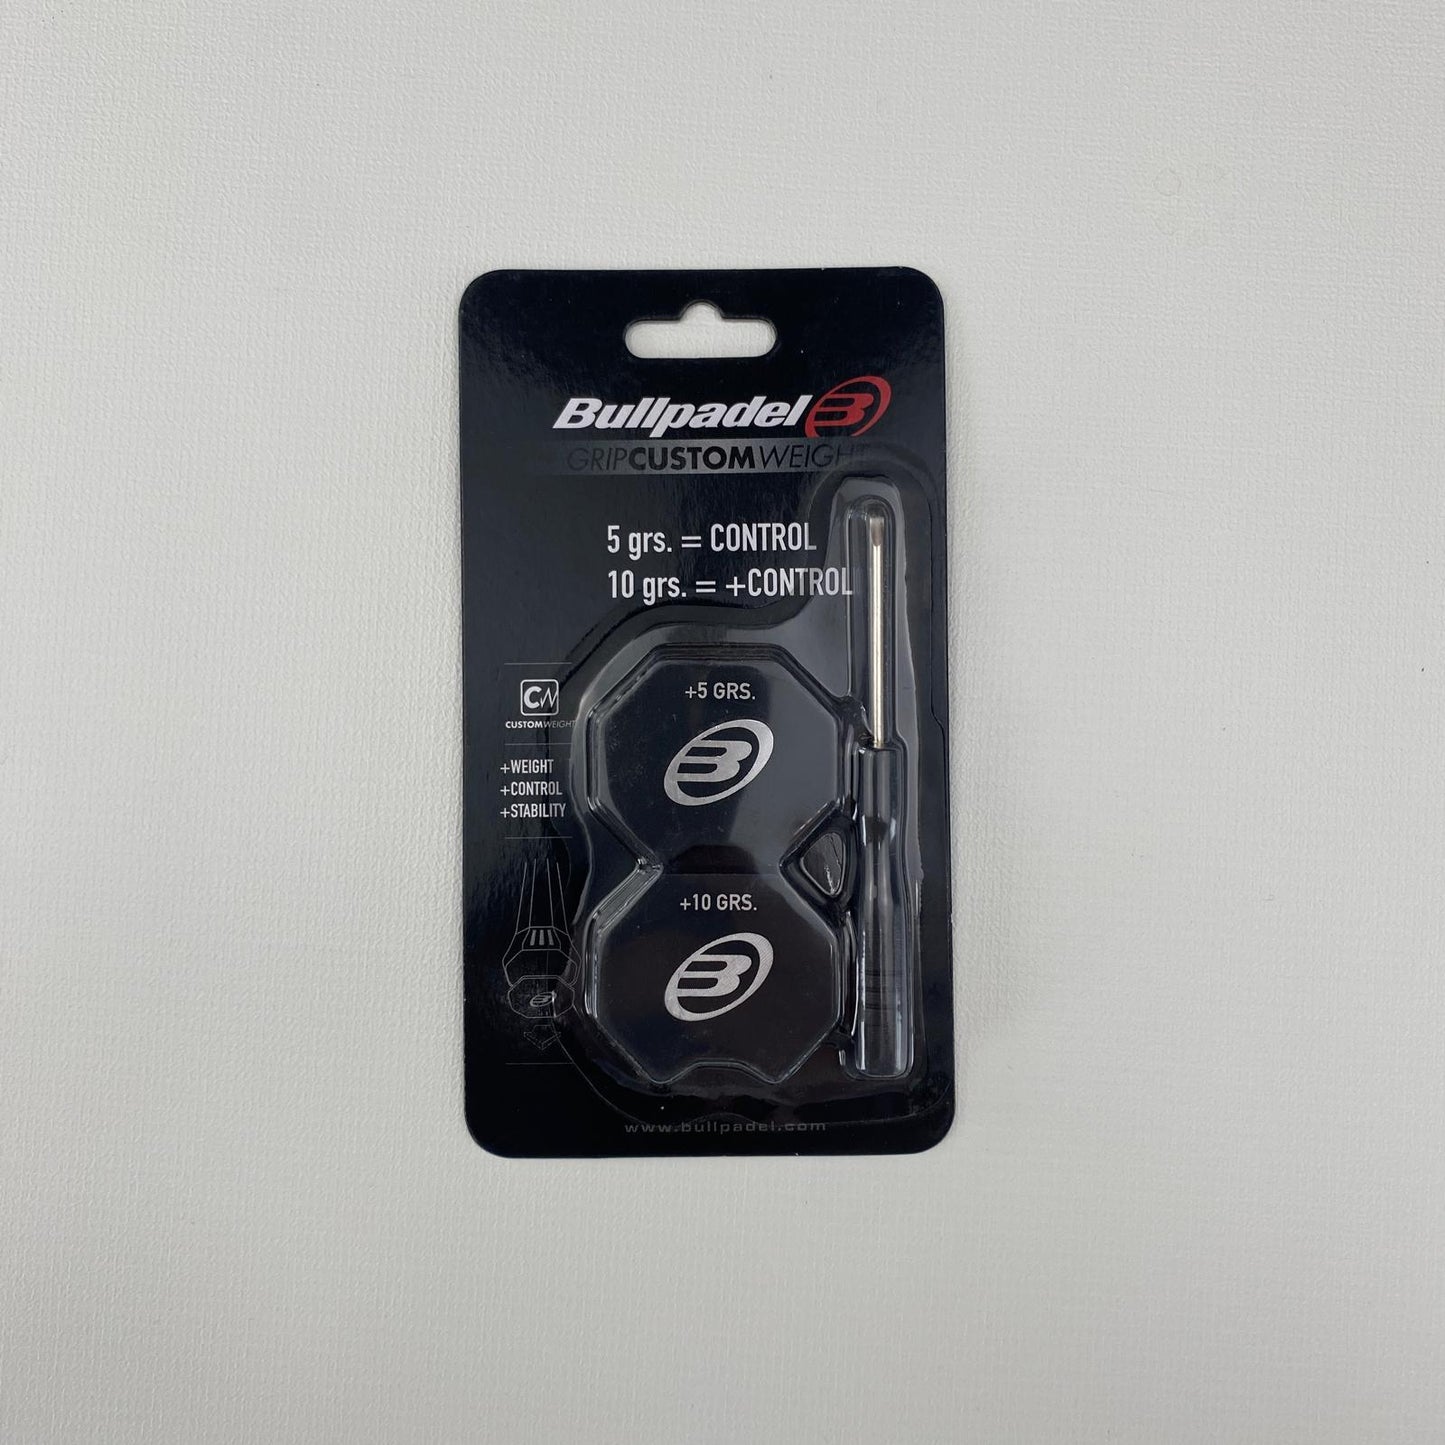 Bullpadel
GRIPCUSTOMWEIGHT
5 grs. = CONTROL
10 grs. = +CONTROL
+5 GRS.
CW
CUSTOMWEIGHT
+WEIGHT
+CONTROL
+STABILITY
+10 GRS.
www.bullpadel.com